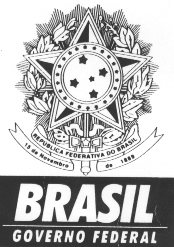 REPÚBLICA FEDERATIVA DO BRASIL
15 de Novembro de 1889
BRASIL
GOVERNO FEDERAL